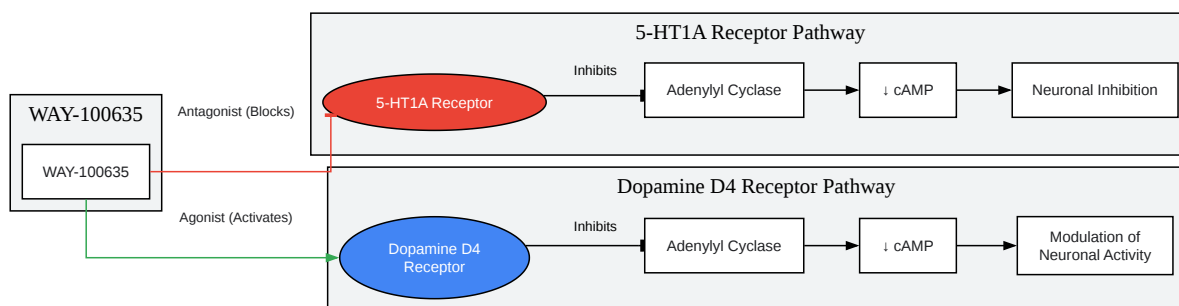 5-HT1A Receptor Pathway
Inhibits
5-HT1A Receptor
Adenylyl Cyclase
↓ cAMP
Neuronal Inhibition
WAY-100635
WAY-100635
Antagonist (Blocks)
Agonist (Activates)
Dopamine D4 Receptor Pathway
Inhibits
Dopamine D4
Receptor
Adenylyl Cyclase
↓ cAMP
Modulation of
Neuronal Activity